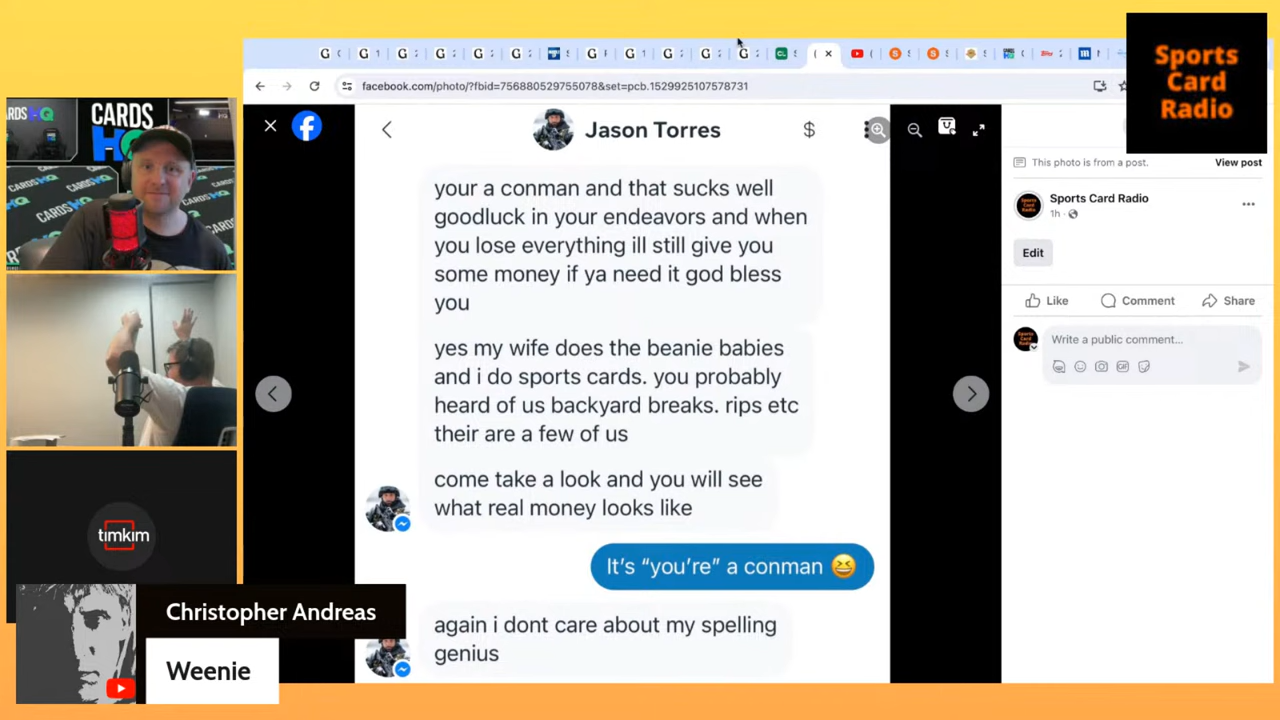 Sports
Card
Radio
facebook.com/photo/?fbid=756880529755078&set=pcb.1529925107578731
Jason Torres
$
your a conman and that sucks well
goodluck in your endeavors and when
you lose everything ill still give you
some money if ya need it god bless
you
yes my wife does the beanie babies
and i do sports cards. you probably
heard of us backyard breaks. rips etc
their are a few of us
come take a look and you will see
what real money looks like
It's “you're” a conman 😆
again i dont care about my spelling
genius
This photo is from a post.
View post
Sports Card Radio
1h
Edit
Like
Comment
Share
Write a public comment...
CARDS
HQ
timkim
Christopher Andreas
Weenie